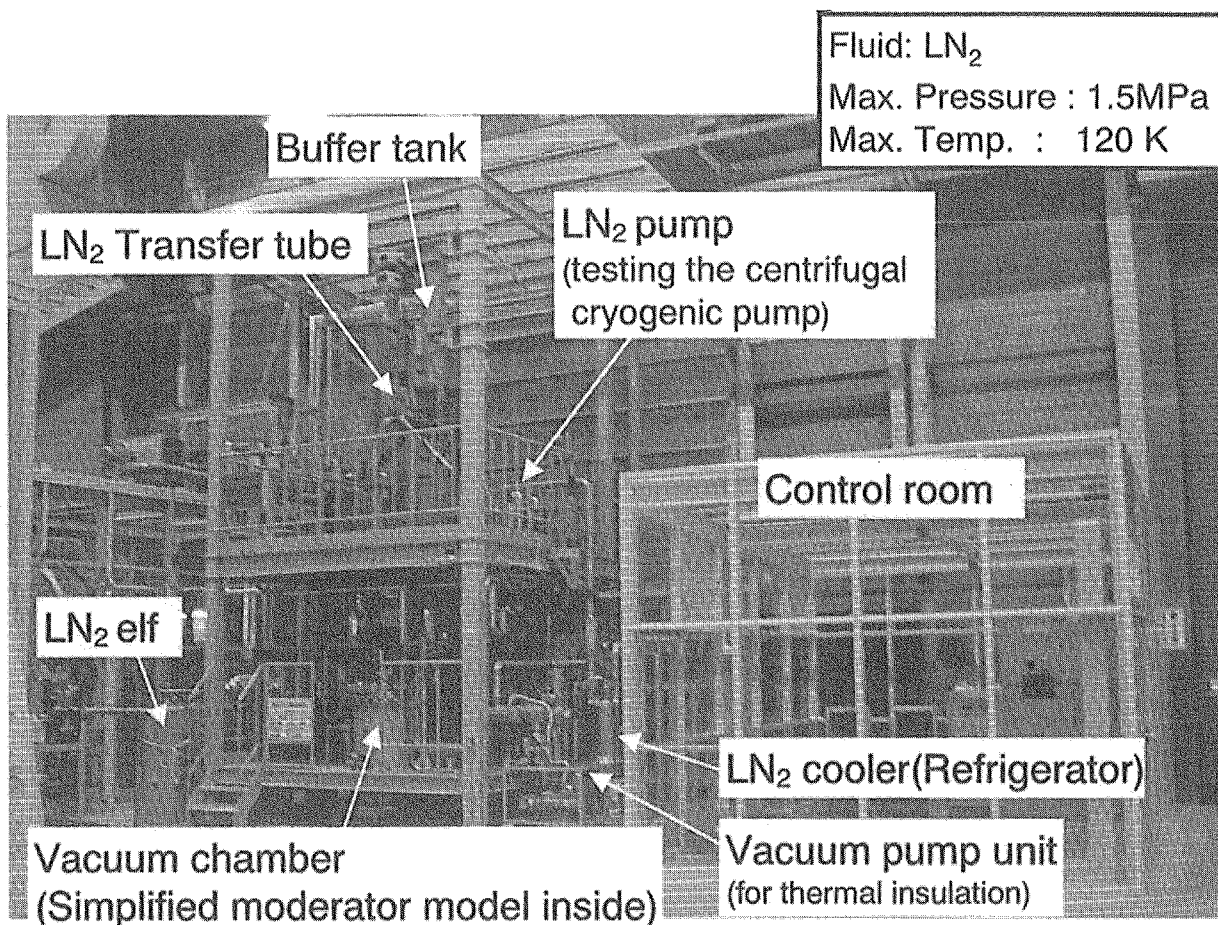 Fluid: LN₂
Max. Pressure : 1.5MPa
Max. Temp. : 120 K
Buffer tank
LN₂ Transfer tube
LN₂ pump
(testing the centrifugal
cryogenic pump)
Control room
LN₂ elf
LN₂ cooler(Refrigerator)
Vacuum chamber
(Simplified moderator model inside)
Vacuum pump unit
(for thermal insulation)